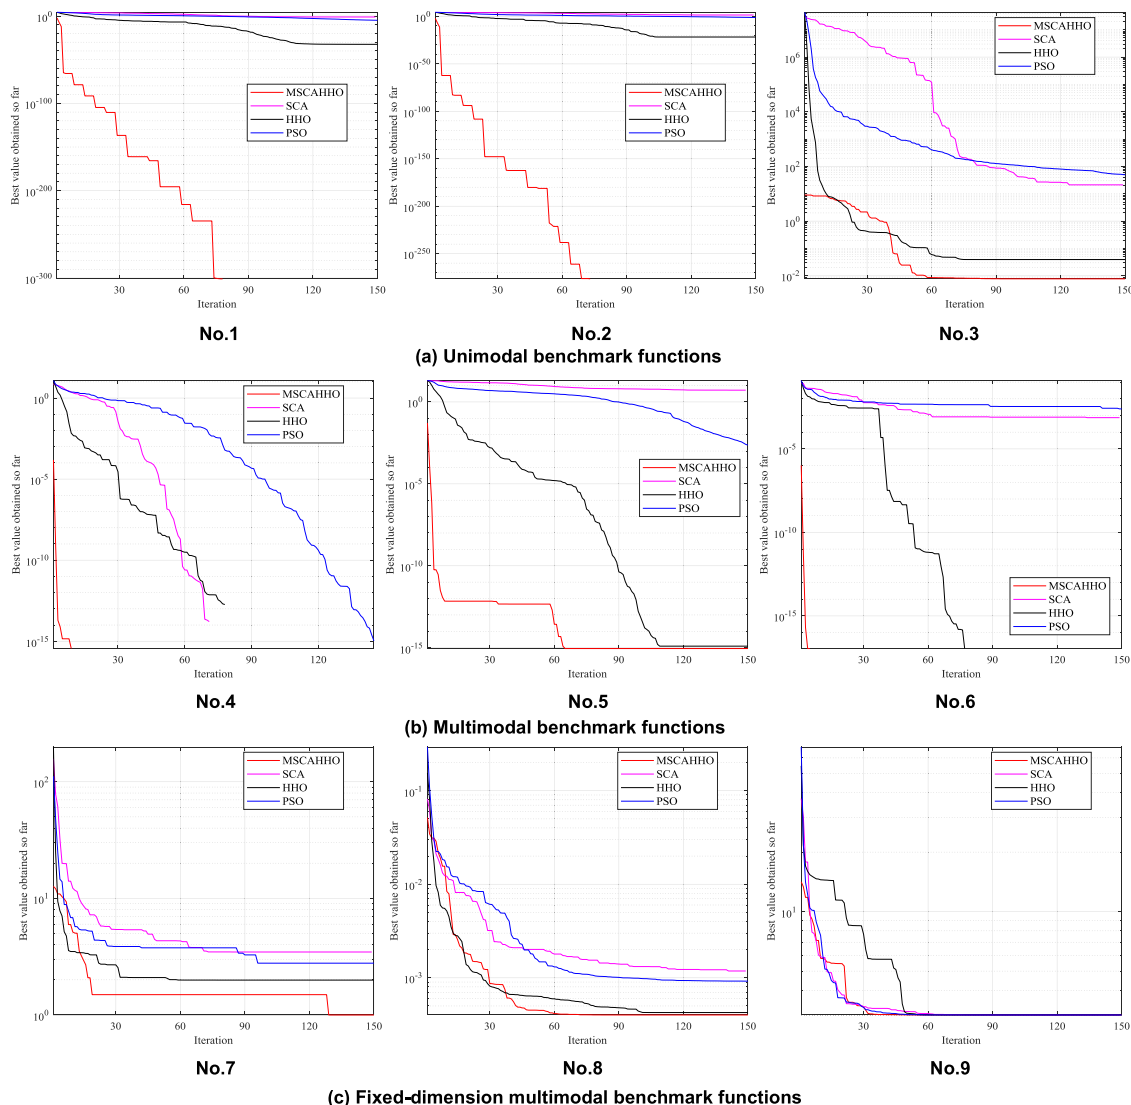 Best value obtained so far
10^0
10^-100
10^-200
10^-300
MSCAHHO
SCA
HHO
PSO
30
60
90
120
150
Iteration
No.1
Best value obtained so far
10^0
10^-50
10^-100
10^-150
10^-200
10^-250
MSCAHHO
SCA
HHO
PSO
30
60
90
120
150
Iteration
No.2
Best value obtained so far
10^6
10^4
10^2
10^0
10^-2
MSCAHHO
SCA
HHO
PSO
30
60
90
120
150
Iteration
No.3
(a) Unimodal benchmark functions
Best value obtained so far
10^0
10^-5
10^-10
10^-15
MSCAHHO
SCA
HHO
PSO
30
60
90
120
Iteration
No.4
Best value obtained so far
10^0
10^-5
10^-10
10^-15
MSCAHHO
SCA
HHO
PSO
30
60
90
120
150
Iteration
No.5
Best value obtained so far
10^-5
10^-10
10^-15
MSCAHHO
SCA
HHO
PSO
30
60
90
120
150
Iteration
No.6
(b) Multimodal benchmark functions
Best value obtained so far
10^2
10^1
10^0
MSCAHHO
SCA
HHO
PSO
30
60
90
120
150
Iteration
No.7
Best value obtained so far
10^-1
10^-2
10^-3
MSCAHHO
SCA
HHO
PSO
30
60
90
120
150
Iteration
No.8
Best value obtained so far
10^1
MSCAHHO
SCA
HHO
PSO
30
60
90
120
150
Iteration
No.9
(c) Fixed-dimension multimodal benchmark functions